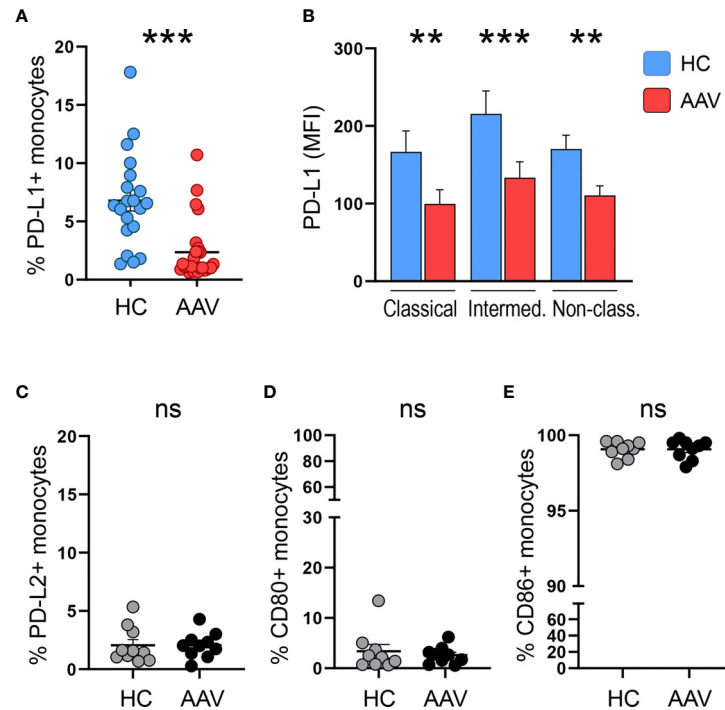 A
***
% PD-L1+ monocytes
20
15
10
5
0
HC AAV
B
** *** **
PD-L1 (MFI)
300
200
100
0
Classical Intermed. Non-class.
HC
AAV
C
ns
% PD-L2+ monocytes
20
15
10
5
0
HC AAV
D
ns
% CD80+ monocytes
100
80
60
30
20
10
0
HC AAV
E
ns
% CD86+ monocytes
100
95
90
60
40
20
0
HC AAV